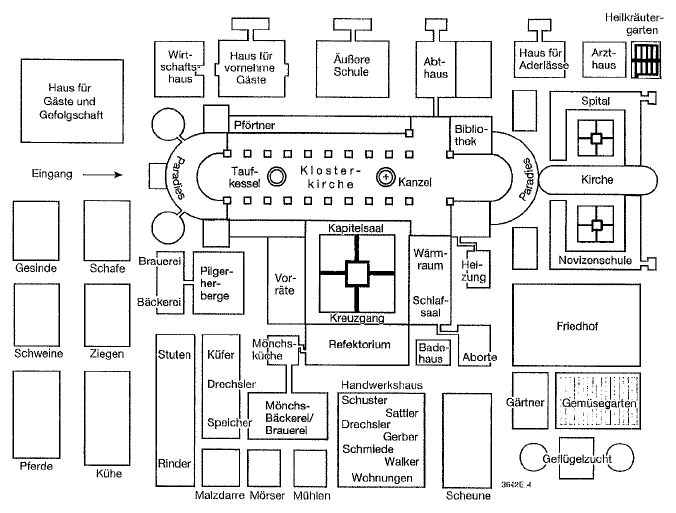 Heilkräuter-
garten
Wirt-
schafts-
haus
Haus für
vornehme
Gäste
Äußere
Schule
Abt-
haus
Haus für
Aderlässe
Arzt-
haus
Haus für
Gäste und
Gefolgschaft
Pförtner
Biblio-
thek
Spital
Eingang
Paradies
Tauf-
kessel
Kloster-
kirche
Kanzel
Paradies
Kirche
Gesinde
Schafe
Brauerei
Bäckerei
Pilger-
her-
berge
Vor-
räte
Kapitelsaal
Kreuzgang
Wärm-
raum
Schlaf-
saal
Hei-
zung
Novizenschule
Schweine
Ziegen
Stuten
Rinder
Küfer
Drechsler
Speicher
Mönchs-
küche
Refektorium
Bade-
haus
Aborte
Friedhof
Pferde
Kühe
Mönchs-
Bäckerei/
Brauerei
Handwerkshaus
Schuster
Sattler
Drechsler
Gerber
Schmiede
Walker
Wohnungen
Gärtner
Gemüsegarten
Geflügelzucht
Malzdarre
Mörser
Mühlen
Scheune
3642E.4